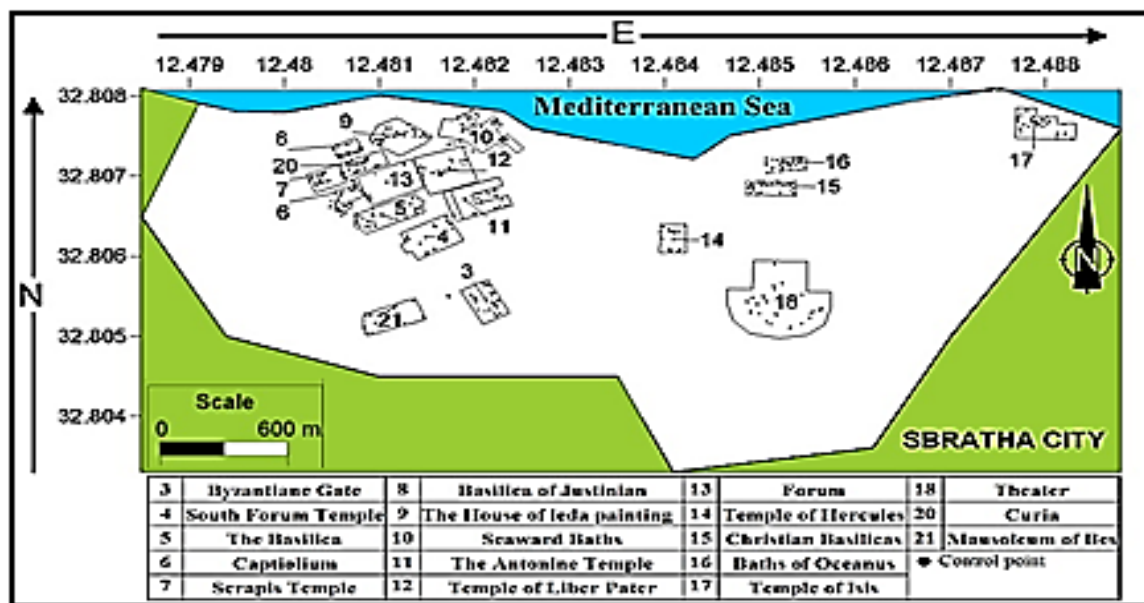 E
12.479 12.48 12.481 12.482 12.483 12.484 12.485 12.486 12.487 12.488
32.808
Mediterranean Sea
9
10
8
20
12
16
17
32.807
7
13
15
6
5
11
4
14
32.806
N
3
18
N
21
32.805
Scale
32.804
0 600 m
SBRATHA CITY
3 Byzantiane Gate 8 Basilica of Justinian 13 Forum 18 Theater
4 South Forum Temple 9 The House of leda painting 14 Temple of Hercules 20 Curia
5 The Basilica 10 Seaward Baths 15 Christian Basilicas 21 Mausoleum of Bes
6 Captiolium 11 The Antonine Temple 16 Baths of Oceanus Control point
7 Serapis Temple 12 Temple of Liber Pater 17 Temple of Isis